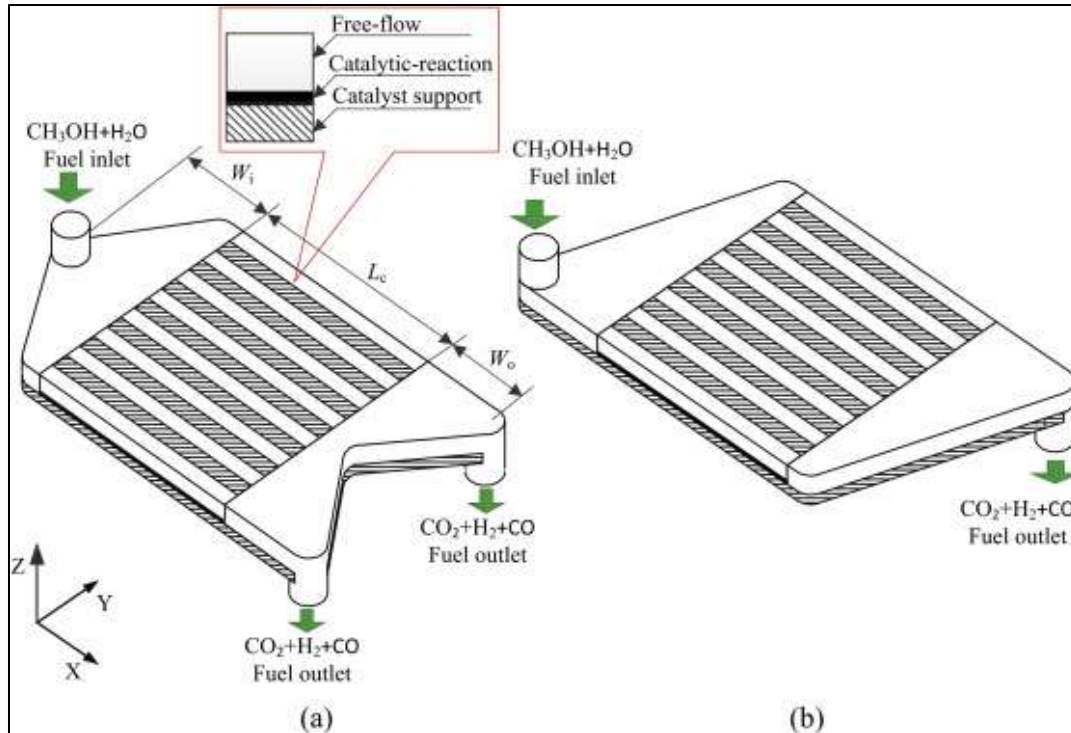 Free-flow
Catalytic-reaction
Catalyst support
CH₃OH+H₂O
Fuel inlet
Wᵢ
L꜀
Wₒ
CO₂+H₂+CO
Fuel outlet
CO₂+H₂+CO
Fuel outlet
Z
Y
X
(a)
CH₃OH+H₂O
Fuel inlet
CO₂+H₂+CO
Fuel outlet
(b)